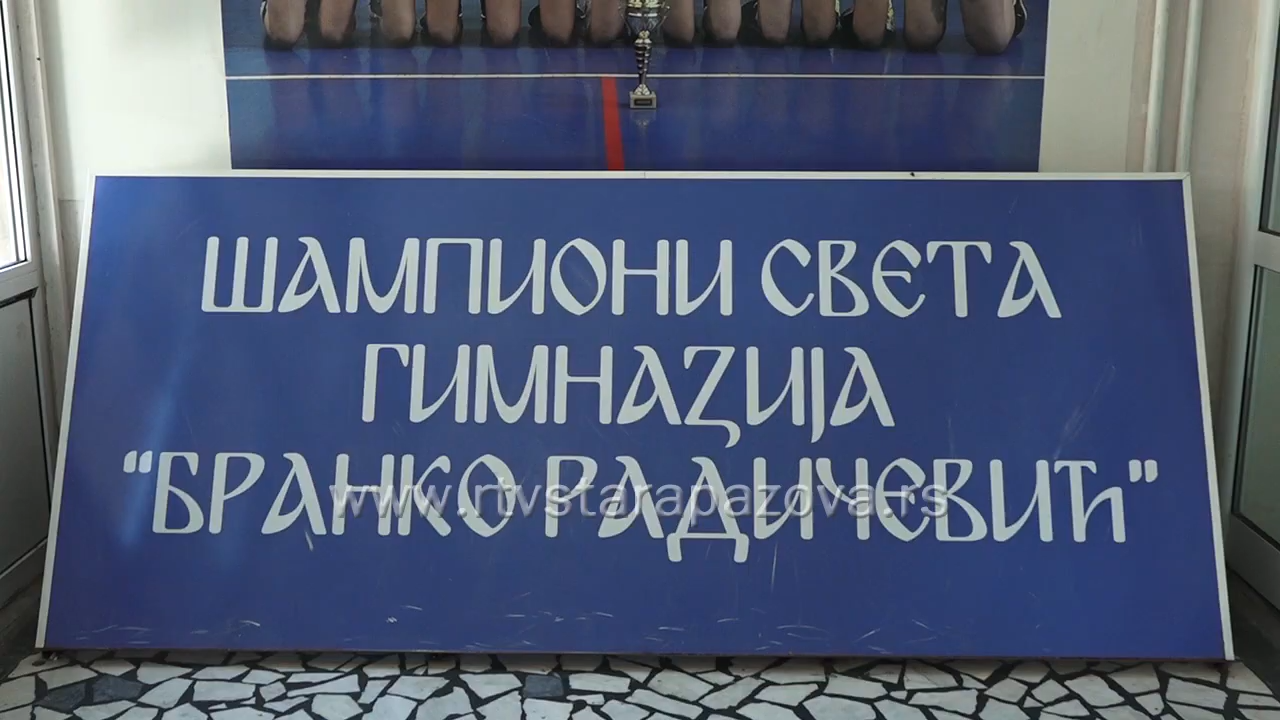 ШАМПИОНИ СВЕТА
ГИМНАЗИЈА
"БРАНКО РАДИЧЕВИЋ"
www.rtvstarapazova.rs